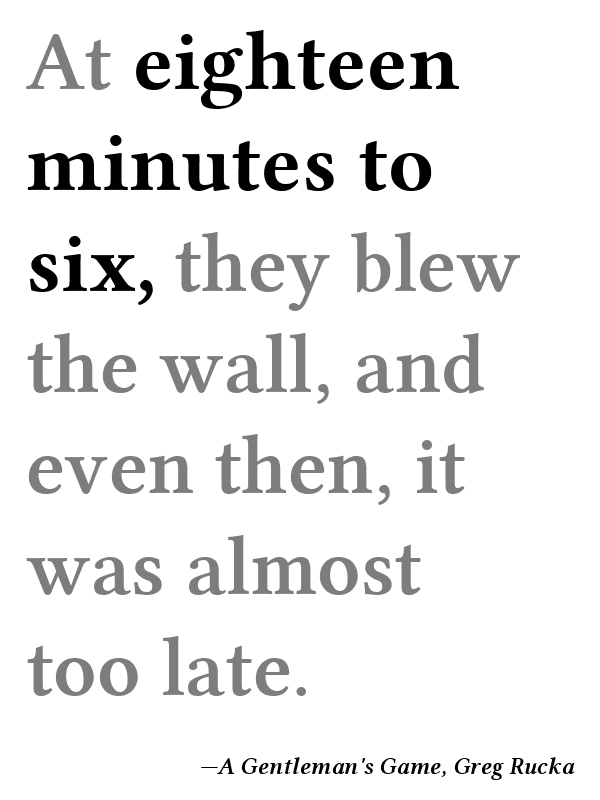 At eighteen
minutes to
six, they blew
the wall, and
even then, it
was almost
too late.
—A Gentleman's Game, Greg Rucka